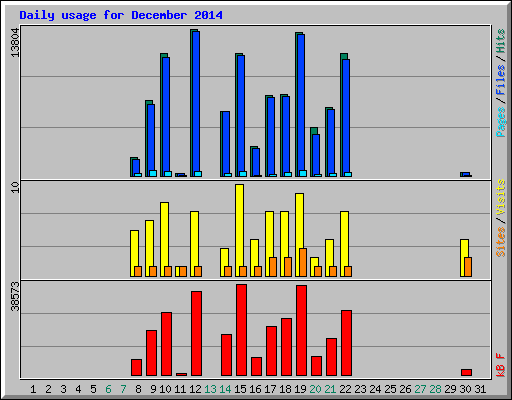 Daily usage for December 2014
13804
Pages / Files / Hits
10
Sites / Visits
38573
kB F
1 2 3 4 5 6 7 8 9 10 11 12 13 14 15 16 17 18 19 20 21 22 23 24 25 26 27 28 29 30 31